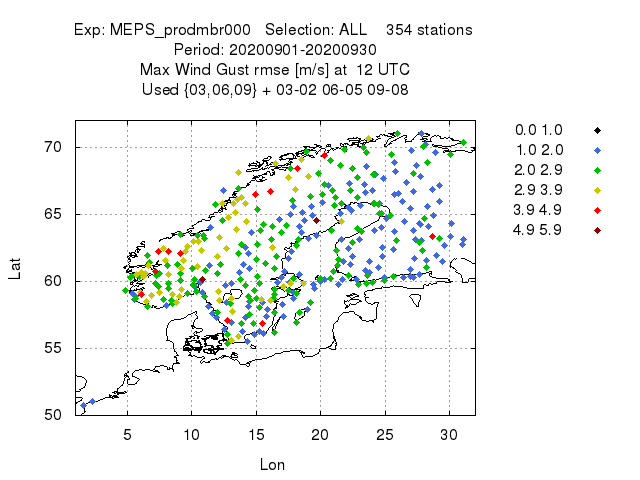 Exp: MEPS_prodmbr000   Selection: ALL    354 stations
Period: 20200901-20200930
Max Wind Gust rmse [m/s] at  12 UTC
Used {03,06,09} + 03-02 06-05 09-08
0.0 1.0
1.0 2.0
2.0 2.9
2.9 3.9
3.9 4.9
4.9 5.9
70
65
60
55
50
Lat
5 10 15 20 25 30
Lon